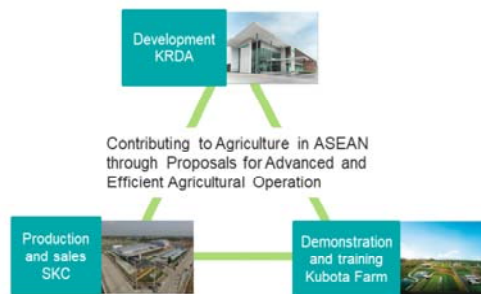 Development
KRDA
Contributing to Agriculture in ASEAN
through Proposals for Advanced and
Efficient Agricultural Operation
Production
and sales
SKC
Demonstration
and training
Kubota Farm